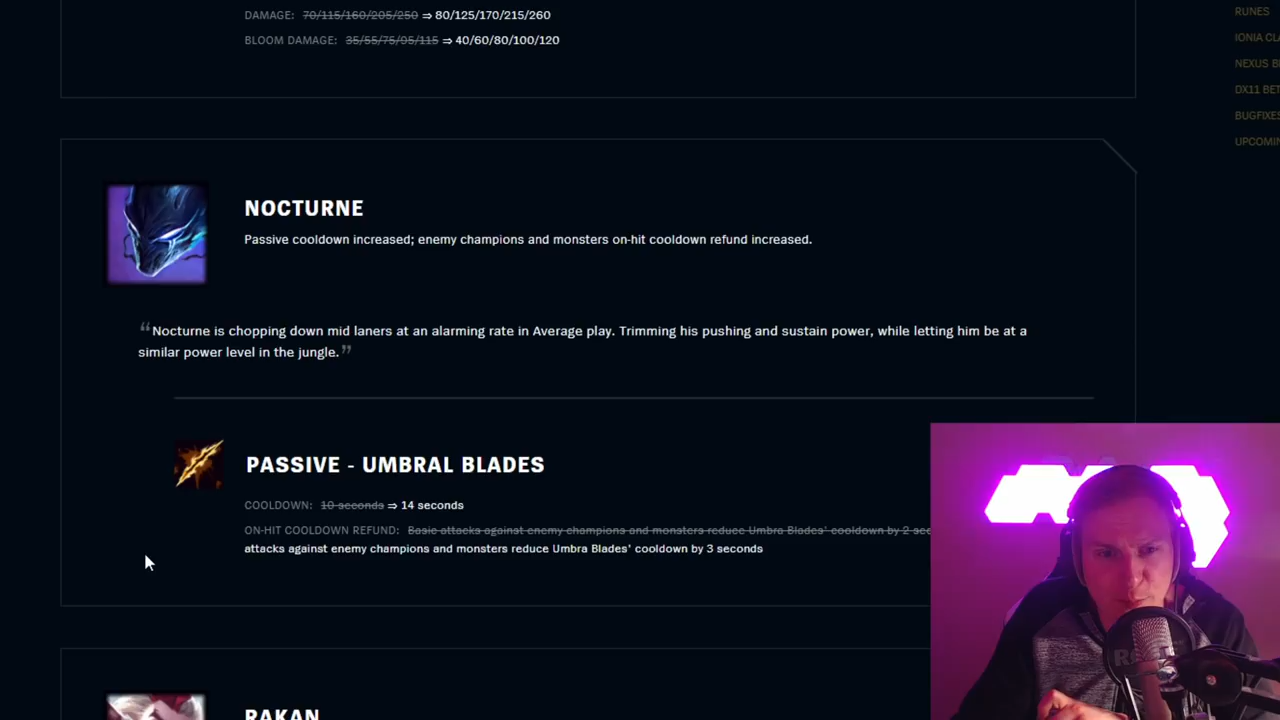 DAMAGE: 70/115/160/205/250 ⇒ 80/125/170/215/260
BLOOM DAMAGE: 35/55/75/95/115 ⇒ 40/60/80/100/120
RUNES
IONIA CL
NEXUS B
DX11 BET
BUGFIXES
UPCOMIN
NOCTURNE
Passive cooldown increased; enemy champions and monsters on-hit cooldown refund increased.
“Nocturne is chopping down mid laners at an alarming rate in Average play. Trimming his pushing and sustain power, while letting him be at a
similar power level in the jungle.”
PASSIVE - UMBRAL BLADES
COOLDOWN: 10 seconds ⇒ 14 seconds
ON-HIT COOLDOWN REFUND: Basic attacks against enemy champions and monsters reduce Umbra Blades' cooldown by 2 sec
attacks against enemy champions and monsters reduce Umbra Blades' cooldown by 3 seconds
RAKAN